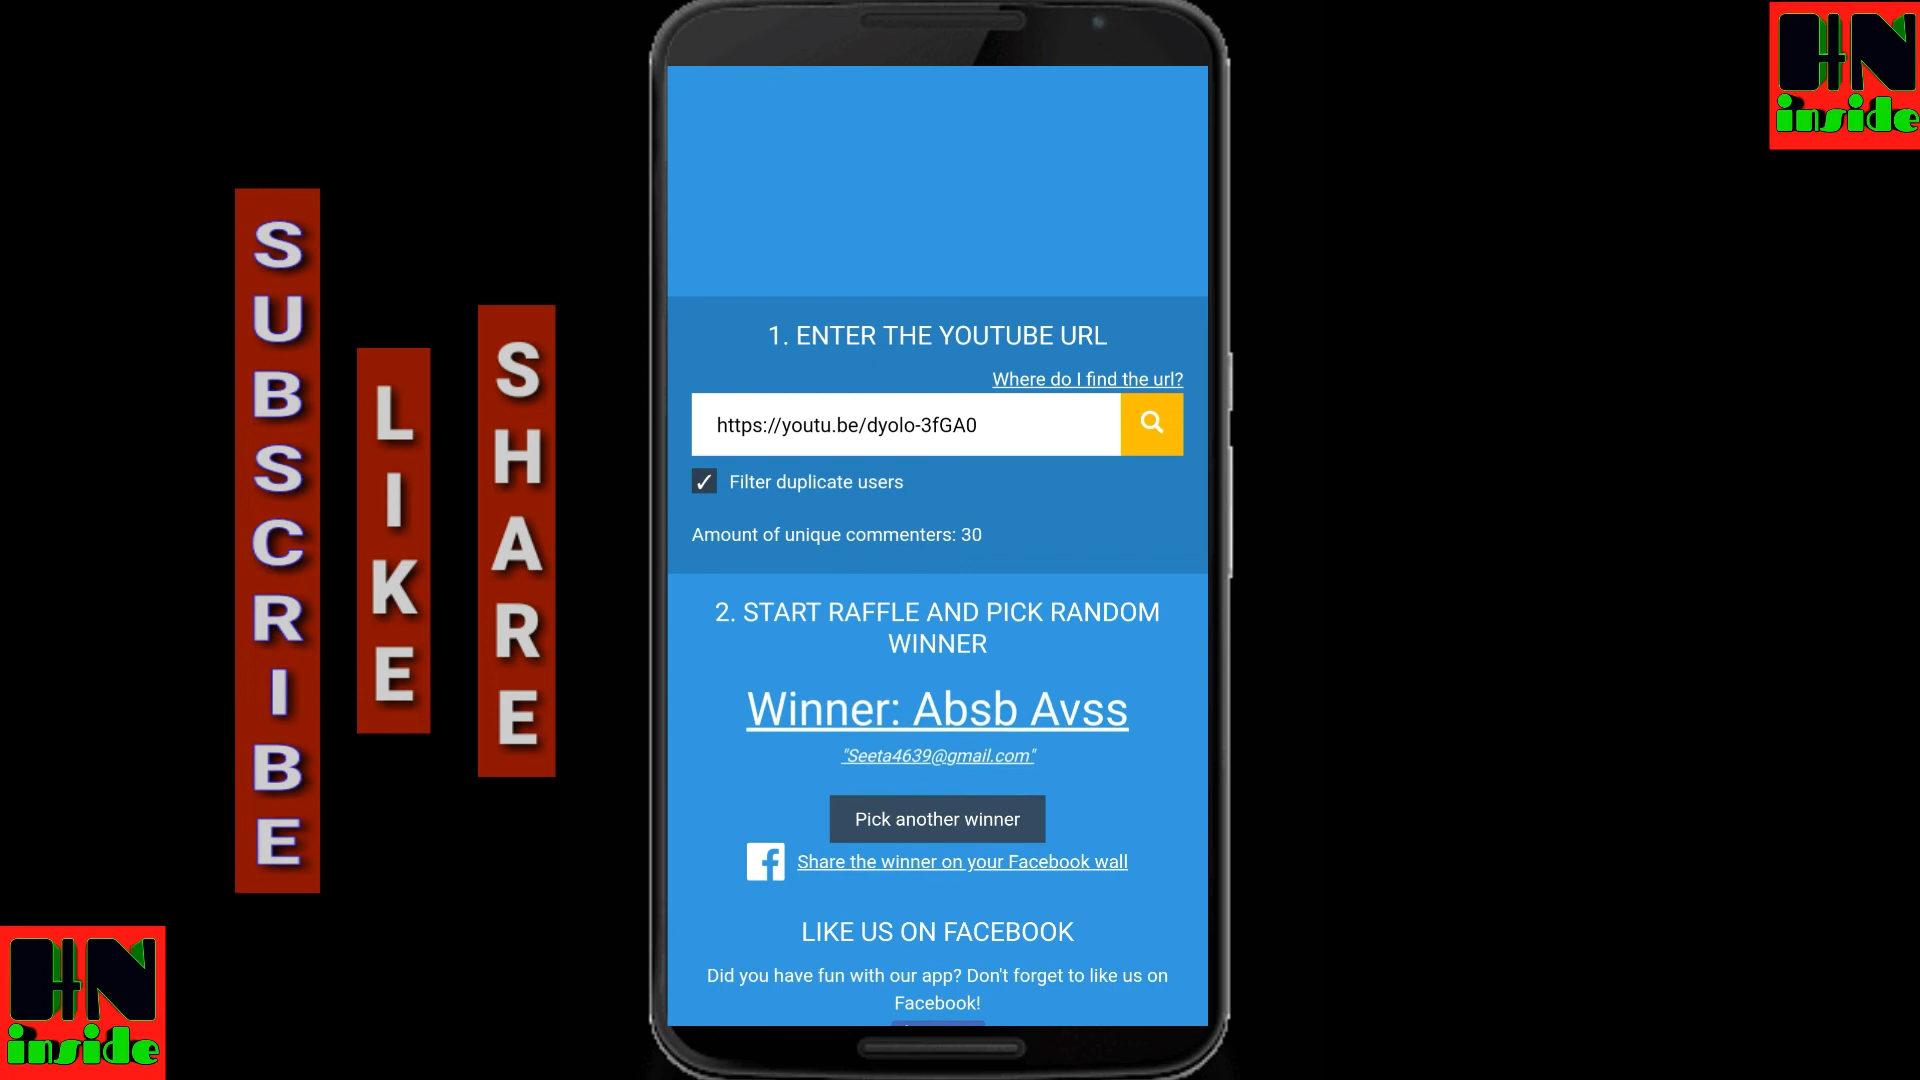 HN
inside
SUBSCRIBE
LIKE
SHARE
1. ENTER THE YOUTUBE URL
Where do I find the url?
https://youtu.be/dyolo-3fGA0
✓ Filter duplicate users
Amount of unique commenters: 30
2. START RAFFLE AND PICK RANDOM
WINNER
Winner: Absb Avss
"Seeta4639@gmail.com"
Pick another winner
Share the winner on your Facebook wall
LIKE US ON FACEBOOK
Did you have fun with our app? Don't forget to like us on
Facebook!
HN
inside